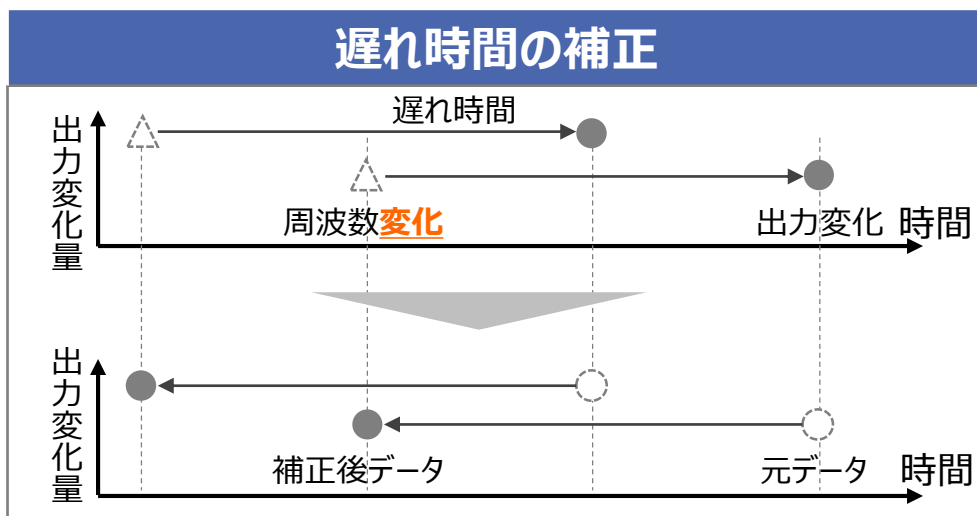 遅れ時間の補正
出力変化量
遅れ時間
周波数変化
出力変化
時間
出力変化量
補正後データ
元データ
時間